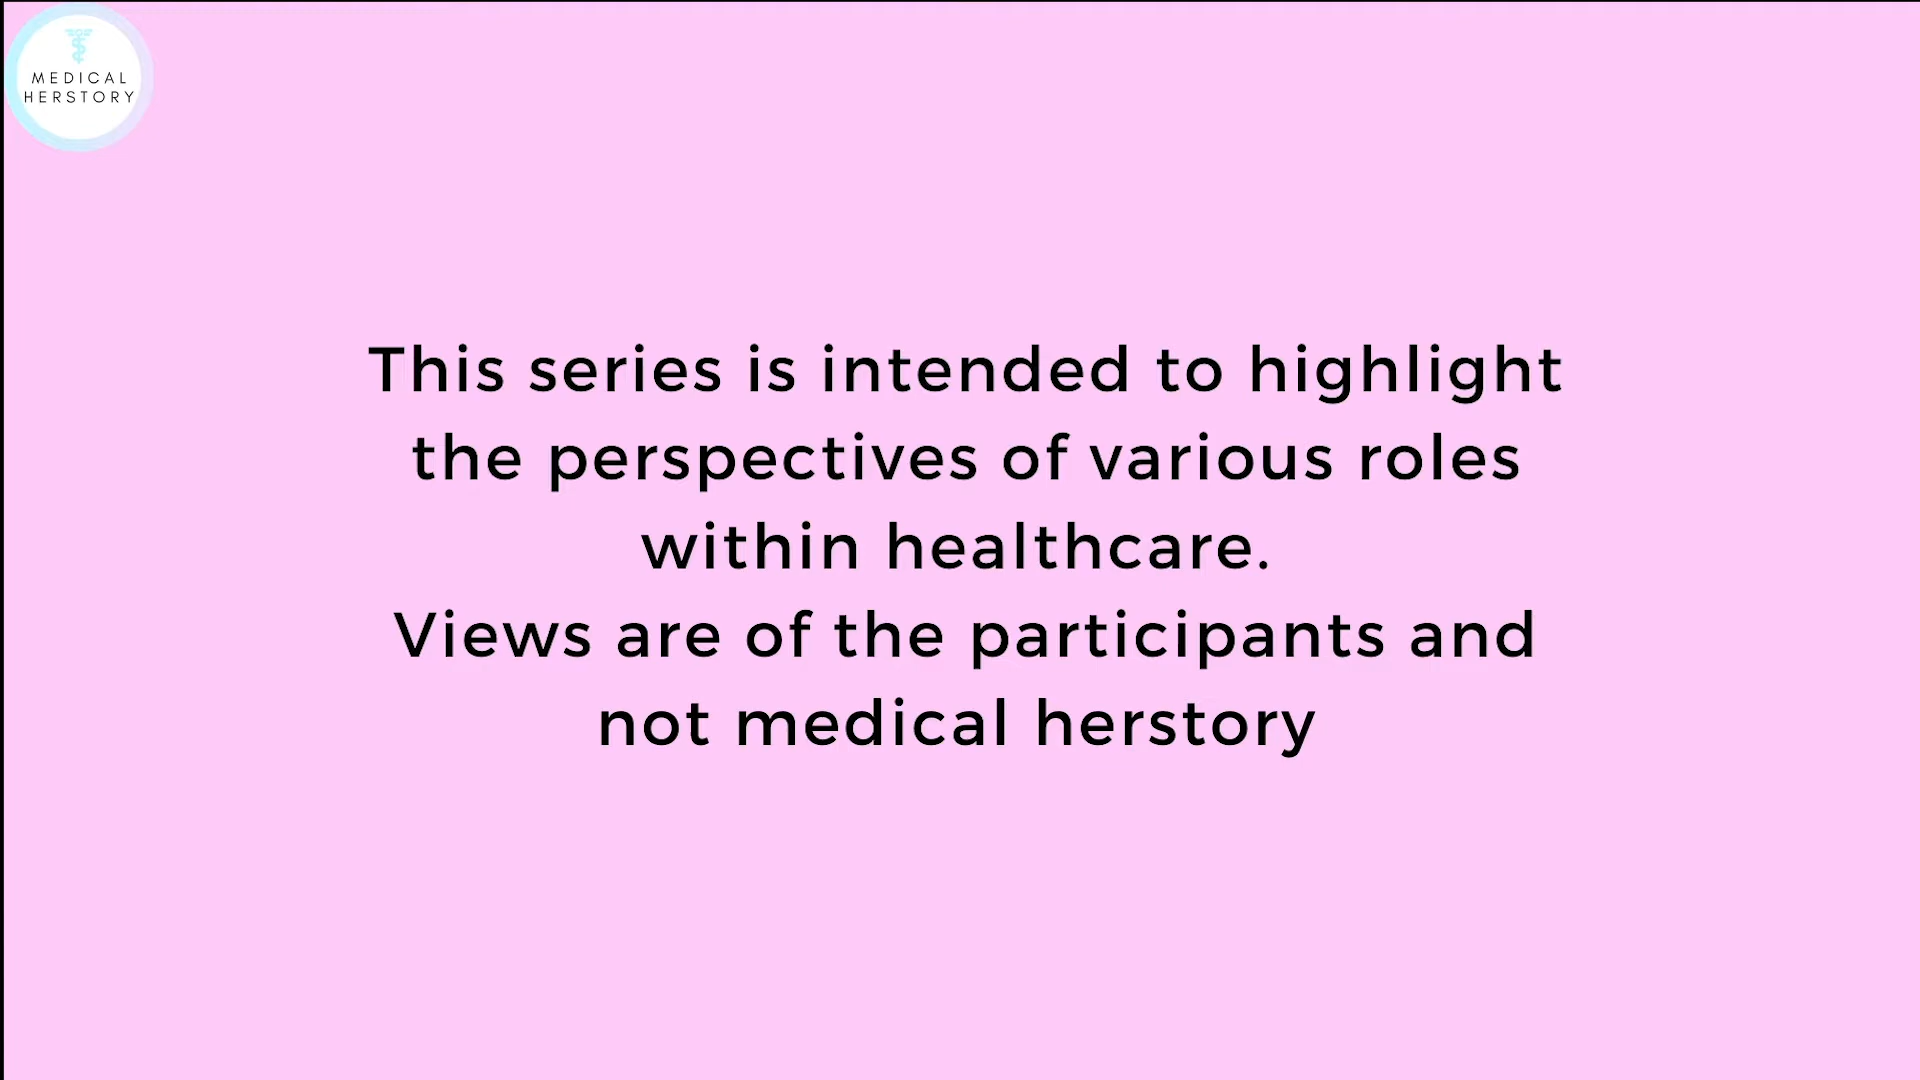 MEDICAL
HERSTORY
This series is intended to highlight
the perspectives of various roles
within healthcare.
Views are of the participants and
not medical herstory